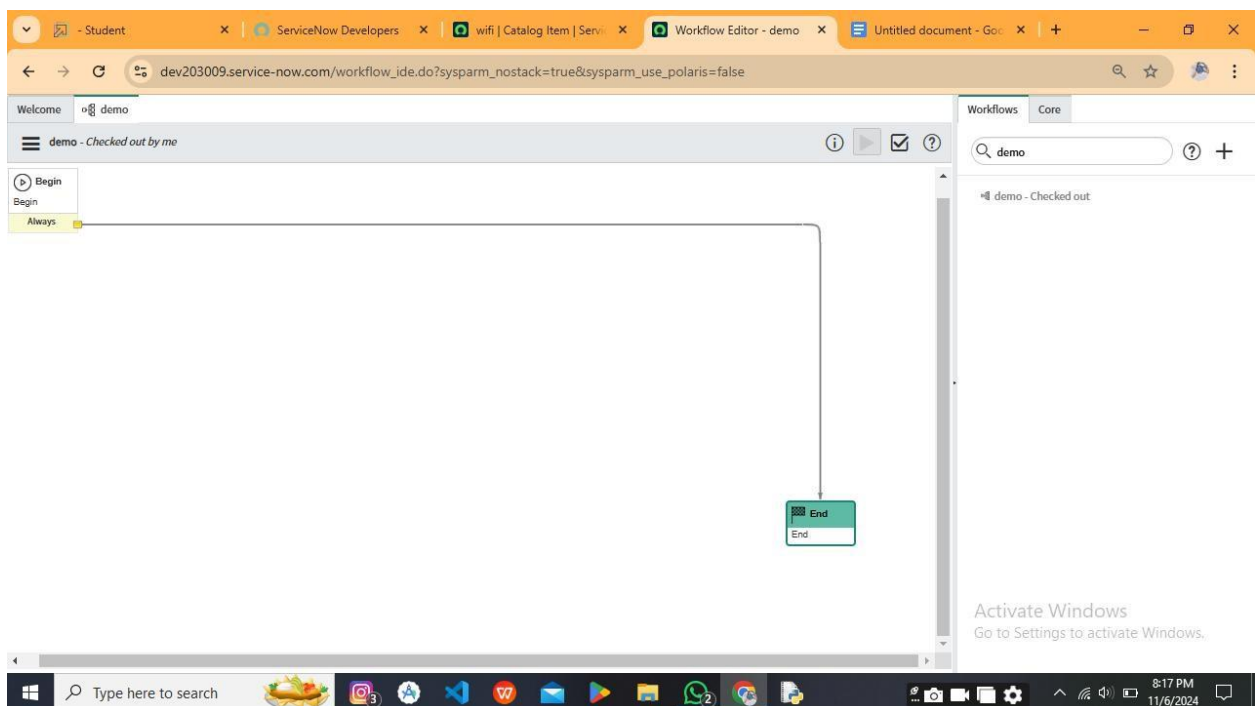 - Student
ServiceNow Developers
wifi | Catalog Item | Servi
Workflow Editor - demo
Untitled document - Goo
dev203009.service-now.com/workflow_ide.do?sysparm_nostack=true&sysparm_use_polaris=false
Welcome
demo
Workflows
Core
demo - Checked out by me
demo
Begin
Begin
Always
demo - Checked out
End
End
Activate Windows
Go to Settings to activate Windows.
Type here to search
3
2
8:17 PM
11/6/2024